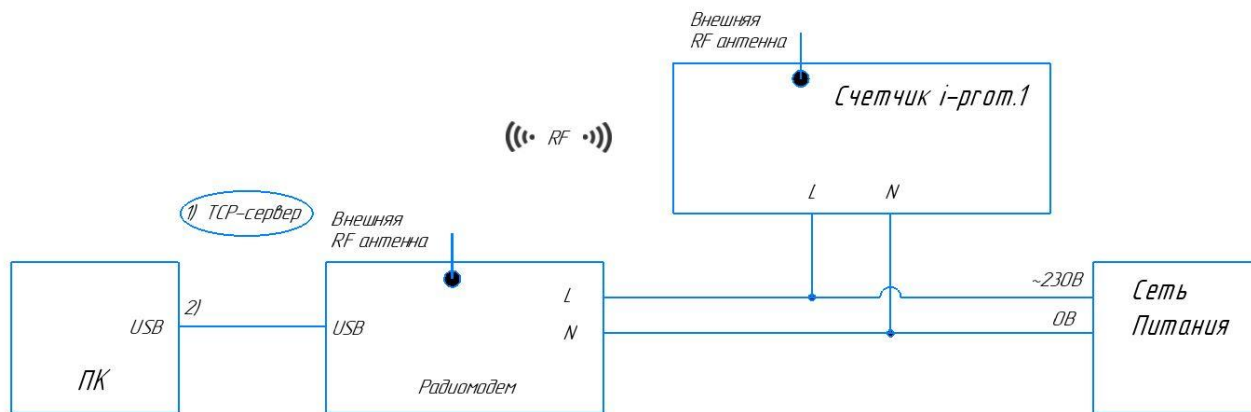 Внешняя
RF антенна
Счетчик i-prom.1
RF
L
N
1) TCP-сервер
Внешняя
RF антенна
2)
USB
ПК
USB
L
N
Радиомодем
~230В
0В
Сеть
Питания